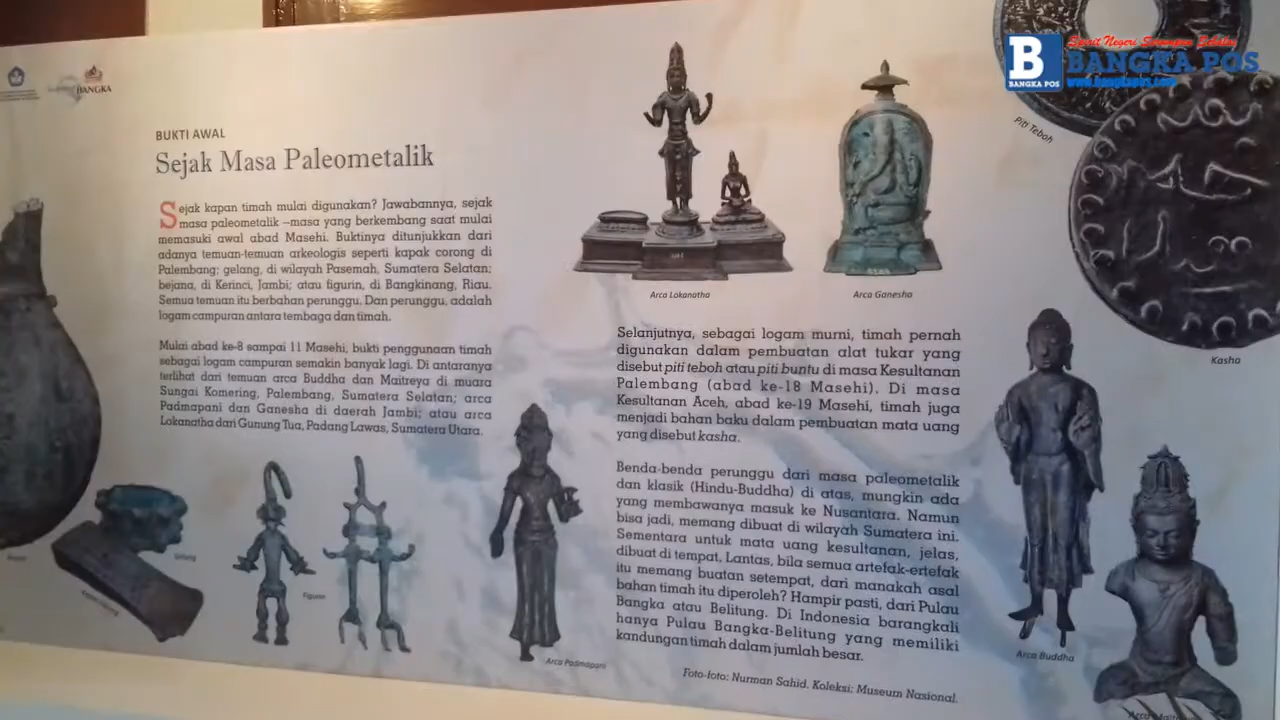 BANGKA
Spirit Negeri Serumpun Sebalai
B
BANGKA POS
BANGKA POS
www.bangkapos.com
BUKTI AWAL
Sejak Masa Paleometalik
Sejak kapan timah mulai digunakan? Jawabannya, sejak
masa paleometalik –masa yang berkembang saat mulai
memasuki awal abad Masehi. Buktinya ditunjukkan dari
adanya temuan-temuan arkeologis seperti kapak corong di
Palembang; gelang, di wilayah Pasemah, Sumatera Selatan;
bejana, di Kerinci, Jambi; atau figurin, di Bangkinang, Riau.
Semua temuan itu berbahan perunggu. Dan perunggu, adalah
logam campuran antara tembaga dan timah.
Mulai abad ke-8 sampai 11 Masehi, bukti penggunaan timah
sebagai logam campuran semakin banyak lagi. Di antaranya
terlihat dari temuan arca Buddha dan Maitreya di muara
Sungai Komering, Palembang, Sumatera Selatan; arca
Padmapani dan Ganesha di daerah Jambi; atau arca
Lokanatha dari Gunung Tua, Padang Lawas, Sumatera Utara.
Figurin
Arca Padmapani
Arca Lokanatha
Arca Ganesha
Piti Teboh
Kasha
Selanjutnya, sebagai logam murni, timah pernah
digunakan dalam pembuatan alat tukar yang
disebut piti teboh atau piti buntu di masa Kesultanan
Palembang (abad ke-18 Masehi). Di masa
Kesultanan Aceh, abad ke-19 Masehi, timah juga
menjadi bahan baku dalam pembuatan mata uang
yang disebut kasha.
Benda-benda perunggu dari masa paleometalik
dan klasik (Hindu-Buddha) di atas, mungkin ada
yang membawanya masuk ke Nusantara. Namun
bisa jadi, memang dibuat di wilayah Sumatera ini.
Sementara untuk mata uang kesultanan, jelas,
dibuat di tempat. Lantas, bila semua artefak-ertefak
itu memang buatan setempat, dari manakah asal
bahan timah itu diperoleh? Hampir pasti, dari Pulau
Bangka atau Belitung. Di Indonesia barangkali
hanya Pulau Bangka-Belitung yang memiliki
kandungan timah dalam jumlah besar.
Foto-foto: Nurman Sahid. Koleksi: Museum Nasional.
Arca Buddha